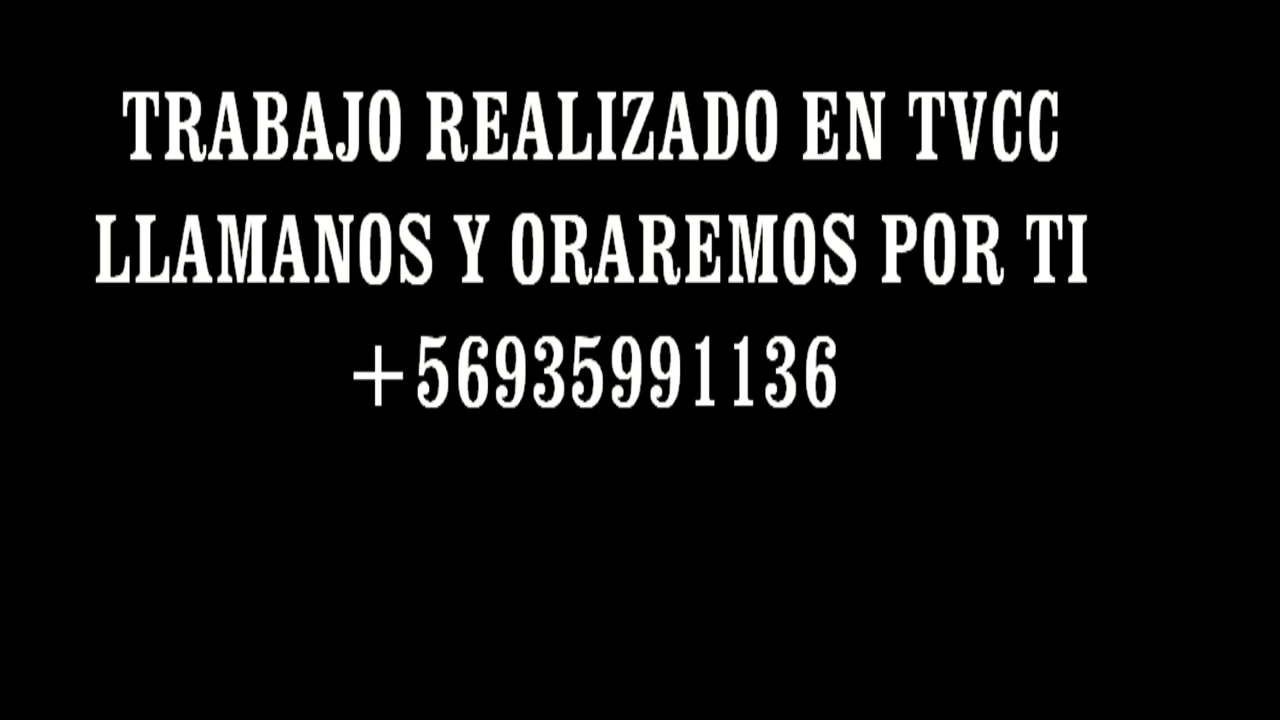 TRABAJO REALIZADO EN TVCC
LLAMANOS Y ORAREMOS POR TI
+56935991136